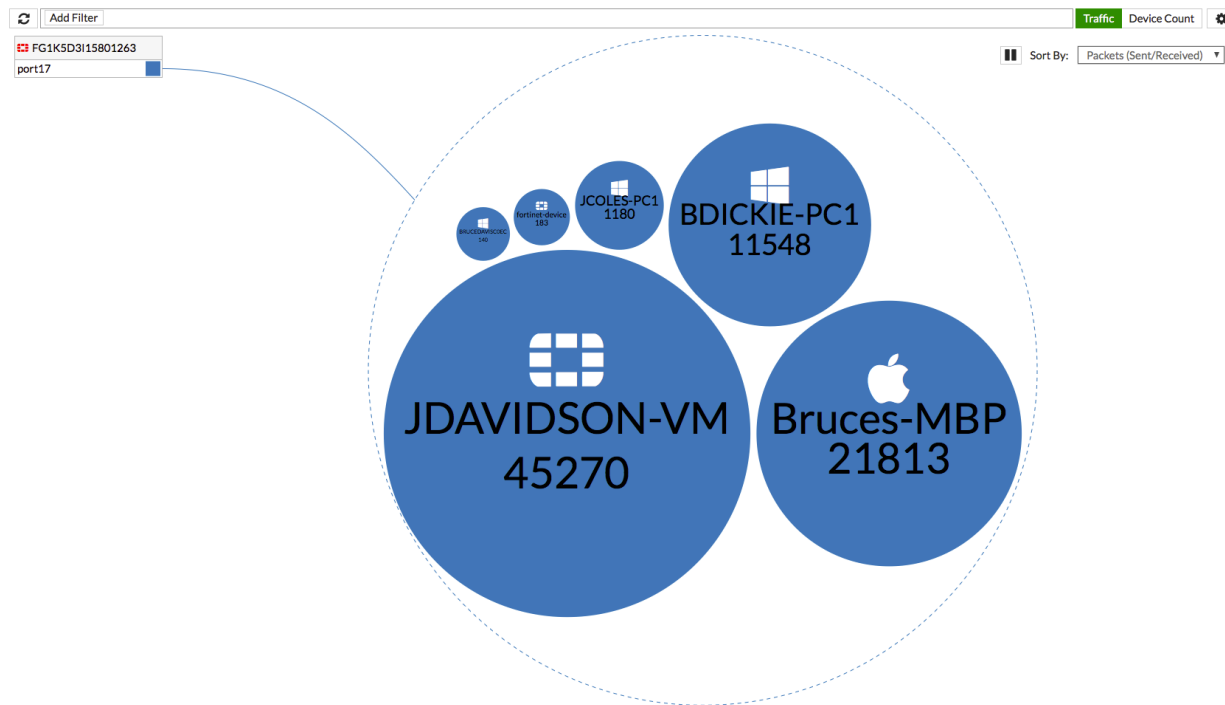 Add Filter
Traffic
Device Count
FG1K5D3I15801263
port17
Sort By:
Packets (Sent/Received)
JCOLES-PC1
1180
fortinet-device
183
140
BDICKIE-PC1
11548
JDAVIDSON-VM
45270
Bruces-MBP
21813